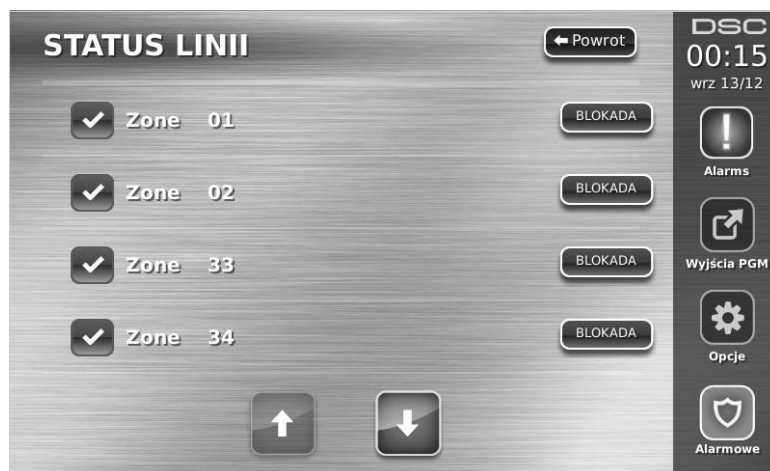 STATUS LINII
Powrot
Zone 01
BLOKADA
Zone 02
BLOKADA
Zone 33
BLOKADA
Zone 34
BLOKADA
DSC
00:15
wrz 13/12
Alarms
Wyjścia PGM
Opcje
Alarmowe